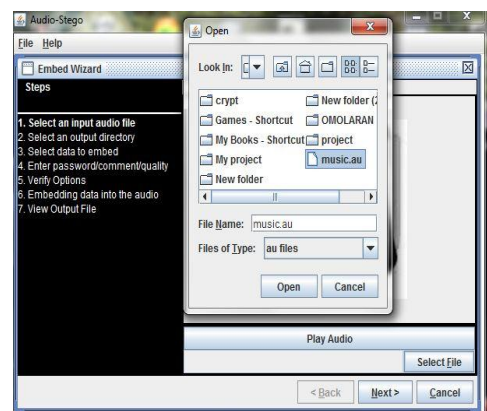 Audio-Stego
File Help
Embed Wizard
Steps
1. Select an input audio file
2. Select an output directory
3. Select data to embed
4. Enter password/comment/quality
5. Verify Options
6. Embedding data into the audio
7. View Output File
Open
Look In:
crypt
Games - Shortcut
My Books - Shortcut
My project
New folder
New folder (2
OMOLARAN
project
music.au
File Name: music.au
Files of Type: au files
Open Cancel
Play Audio
Select File
< Back Next > Cancel